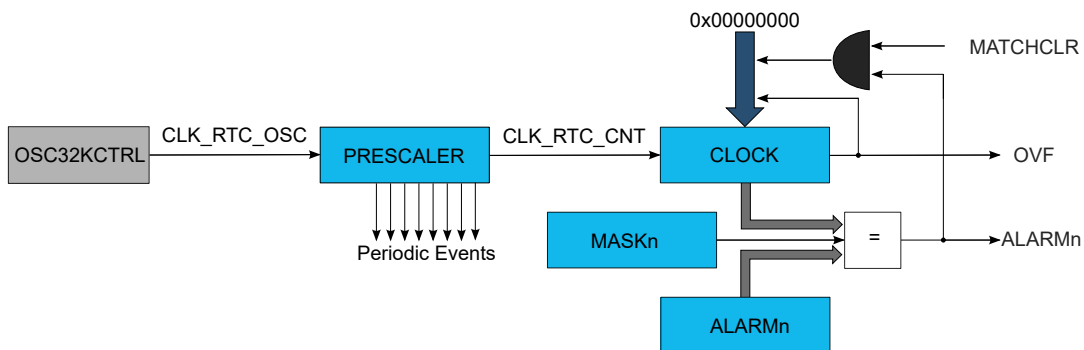 0x00000000
MATCHCLR
CLK_RTC_OSC
CLK_RTC_CNT
OSC32KCTRL
PRESCALER
CLOCK
OVF
Periodic Events
MASKn
=
ALARMn
ALARMn